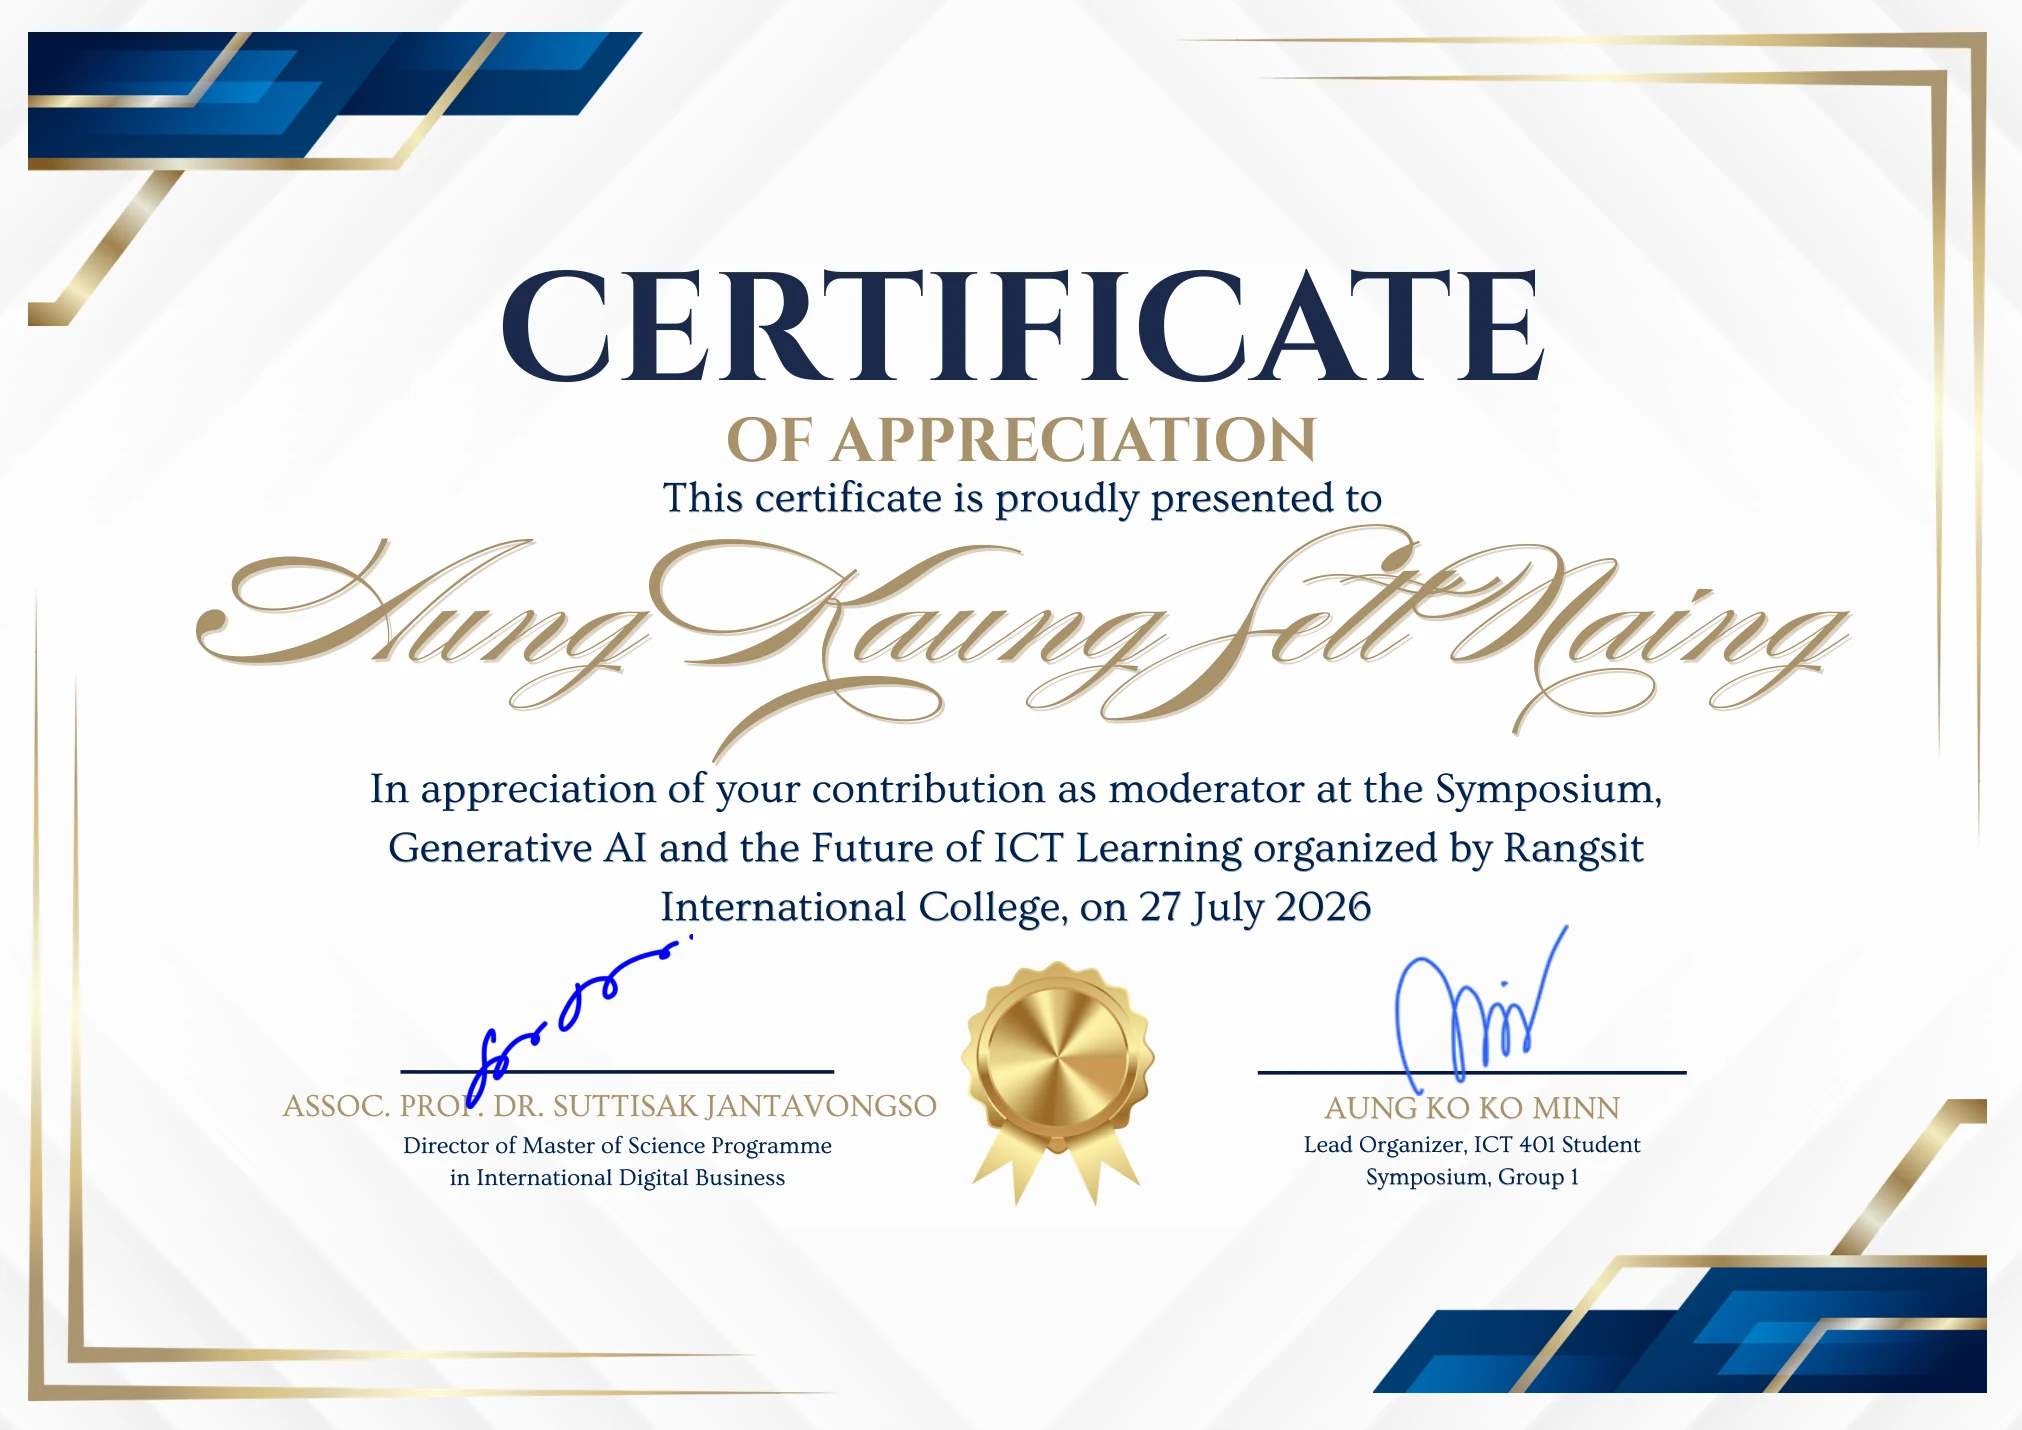 CERTIFICATE
OF APPRECIATION
This certificate is proudly presented to
Aung Kaung Sett Naing
In appreciation of your contribution as moderator at the Symposium,
Generative AI and the Future of ICT Learning organized by Rangsit
International College, on 27 July 2026
ASSOC. PROF. DR. SUTTISAK JANTAVONGSO
Director of Master of Science Programme
in International Digital Business
AUNG KO KO MINN
Lead Organizer, ICT 401 Student
Symposium, Group 1